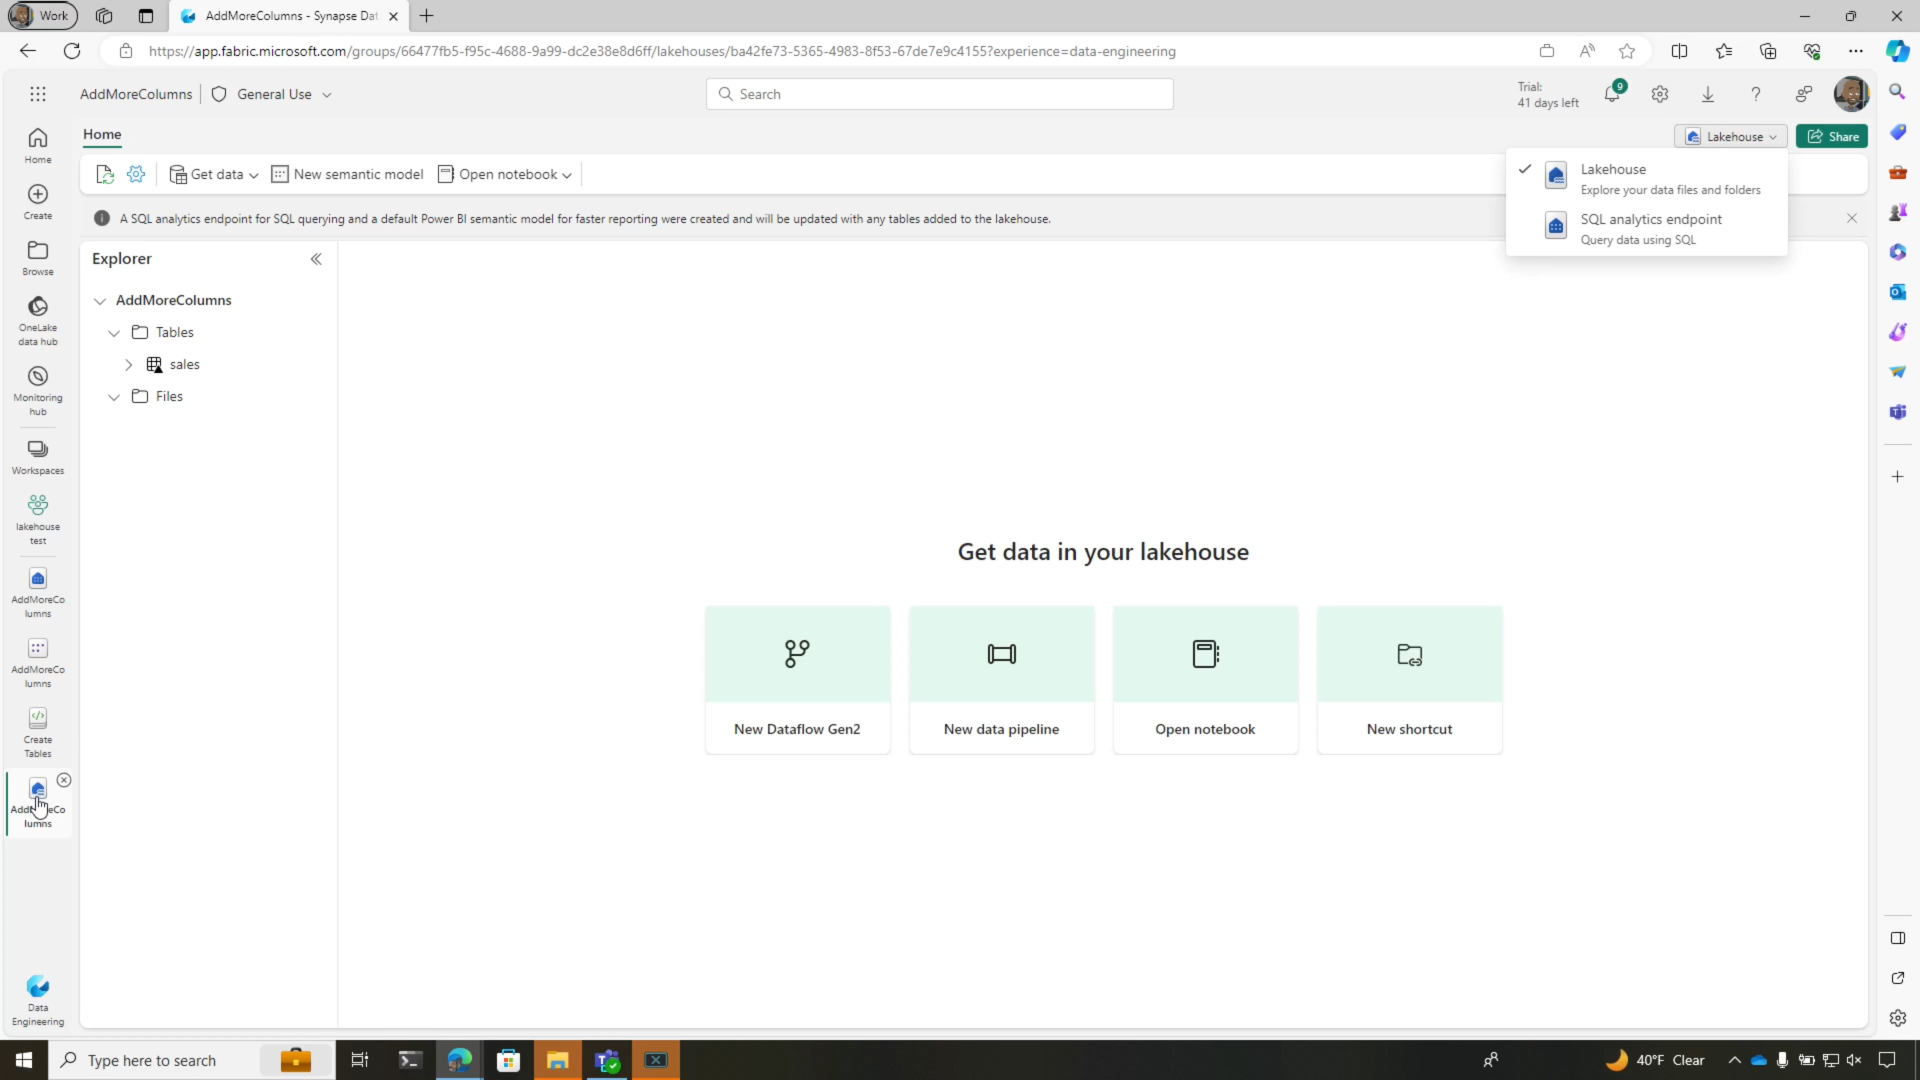 Work
AddMoreColumns - Synapse Dat
https://app.fabric.microsoft.com/groups/66477fb5-f95c-4688-9a99-dc2e38e8d6ff/lakehouses/ba42fe73-5365-4983-8f53-67de7e9c4155?experience=data-engineering
AddMoreColumns
General Use
Search
Trial:
41 days left
9
Home
Lakehouse
Share
Get data
New semantic model
Open notebook
Lakehouse
Explore your data files and folders
SQL analytics endpoint
Query data using SQL
A SQL analytics endpoint for SQL querying and a default Power BI semantic model for faster reporting were created and will be updated with any tables added to the lakehouse.
Home
Create
Browse
OneLake
data hub
Monitoring
hub
Workspaces
lakehouse
test
AddMoreCo
lumns
AddMoreCo
lumns
Create
Tables
AddMoreCo
lumns
Data
Engineering
Explorer
AddMoreColumns
Tables
sales
Files
Get data in your lakehouse
New Dataflow Gen2
New data pipeline
Open notebook
New shortcut
Type here to search
40°F Clear